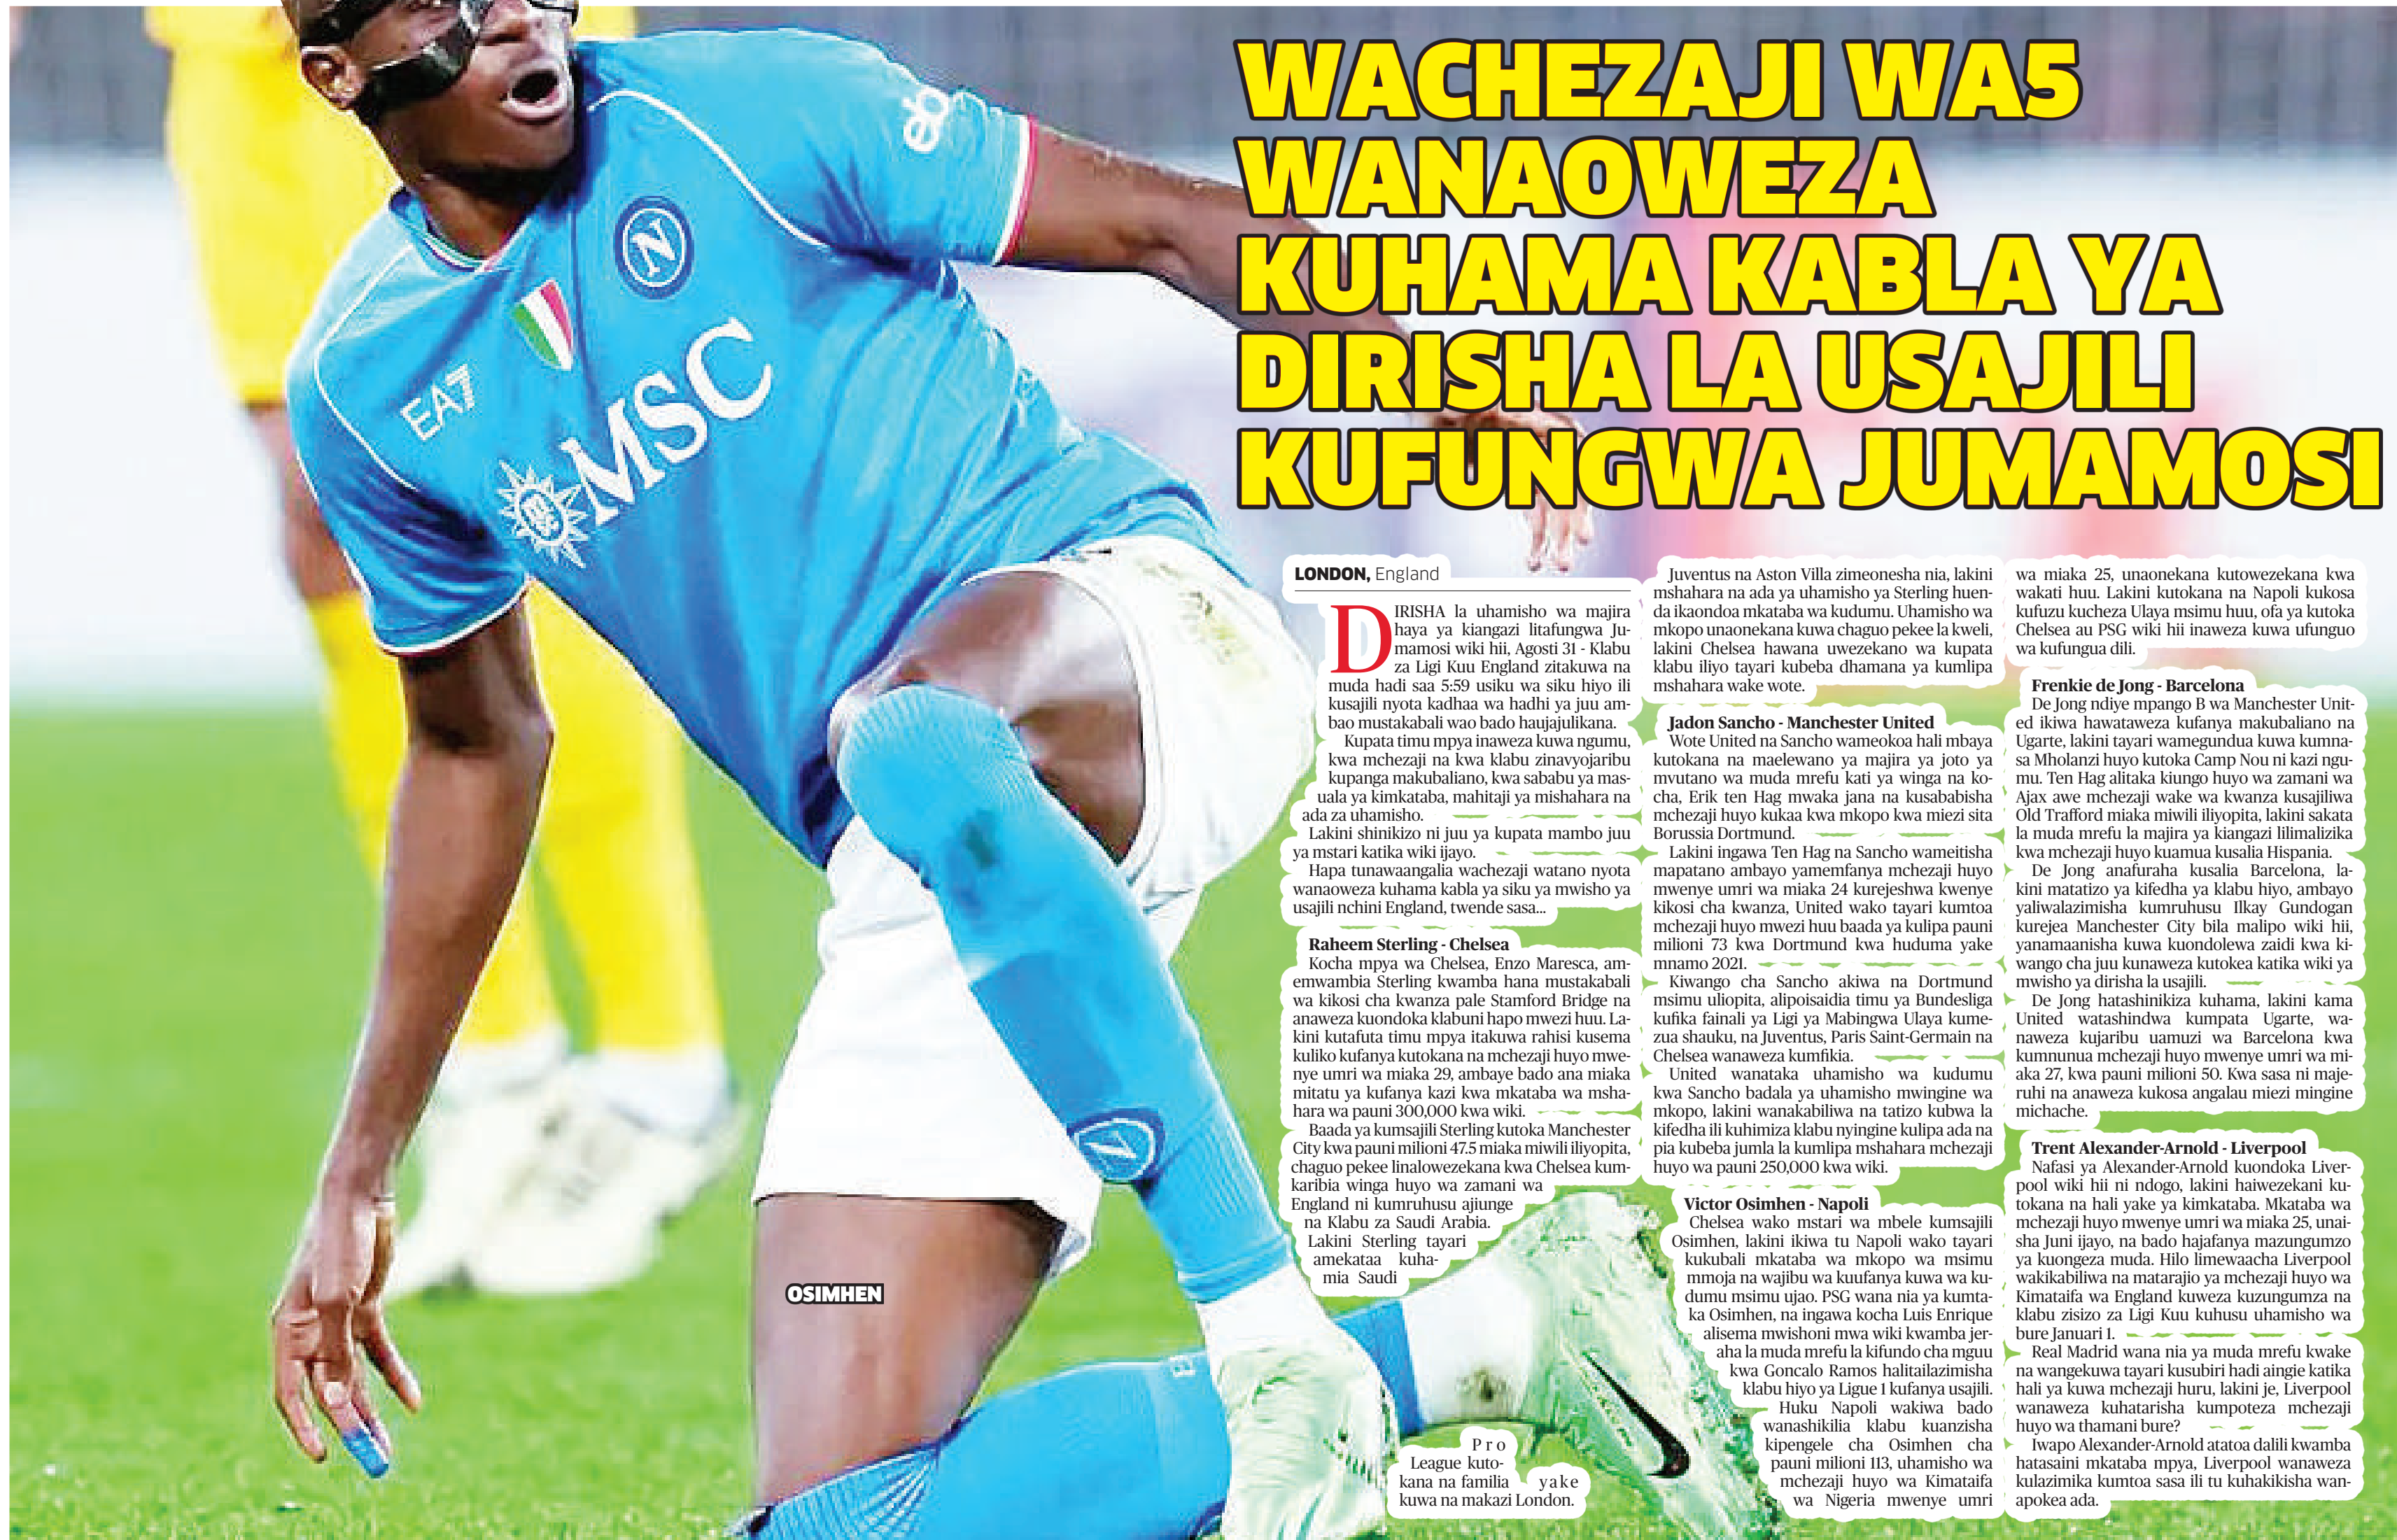 WACHEZAJI WA5
WANAOWEZA
KUHAMA KABLA YA
DIRISHA LA USAJILI
KUFUNGWA JUMAMOSI
LONDON, England
DIRISHA la uhamisho wa majira
haya ya kiangazi litafungwa Ju-
mamosi wiki hii, Agosti 31 - Klabu
za Ligi Kuu England zitakuwa na
muda hadi saa 5:59 usiku wa siku hiyo ili
kusajili nyota kadhaa wa hadhi ya juu am-
bao mustakabali wao bado haujajulikana.
Kupata timu mpya inaweza kuwa ngumu,
kwa mchezaji na kwa klabu zinavyojaribu
kupanga makubaliano, kwa sababu ya mas-
uala ya kimkataba, mahitaji ya mishahara na
ada za uhamisho.
Lakini shinikizo ni juu ya kupata mambo juu
ya mstari katika wiki ijayo.
Hapa tunawaangalia wachezaji watano nyota
wanaoweza kuhama kabla ya siku ya mwisho ya
usajili nchini England, twende sasa...
Raheem Sterling - Chelsea
Kocha mpya wa Chelsea, Enzo Maresca, am-
emwambia Sterling kwamba hana mustakabali
wa kikosi cha kwanza pale Stamford Bridge na
anaweza kuondoka klabuni hapo mwezi huu. La-
kini kutafuta timu mpya itakuwa rahisi kusema
kuliko kufanya kutokana na mchezaji huyo mwe-
nye umri wa miaka 29, ambaye bado ana miaka
mitatu ya kufanya kazi kwa mkataba wa msha-
hara wa pauni 300,000 kwa wiki.
Baada ya kumsajili Sterling kutoka Manchester
City kwa pauni milioni 47.5 miaka miwili iliyopita,
chaguo pekee linalowezekana kwa Chelsea kum-
karibia winga huyo wa zamani wa
England ni kumruhusu ajiunge
na Klabu za Saudi Arabia.
Lakini Sterling tayari
amekataa kuha-
mia Saudi
Pro
League kuto-
kana na familia yake
kuwa na makazi London.
Juventus na Aston Villa zimeonesha nia, lakini
mshahara na ada ya uhamisho ya Sterling huen-
da ikaondoa mkataba wa kudumu. Uhamisho wa
mkopo unaonekana kuwa chaguo pekee la kweli,
lakini Chelsea hawana uwezekano wa kupata
klabu iliyo tayari kubeba dhamana ya kumlipa
mshahara wake wote.
Jadon Sancho - Manchester United
Wote United na Sancho wameokoa hali mbaya
kutokana na maelewano ya majira ya joto ya
mvutano wa muda mrefu kati ya winga na ko-
cha, Erik ten Hag mwaka jana na kusababisha
mchezaji huyo kukaa kwa mkopo kwa miezi sita
Borussia Dortmund.
Lakini ingawa Ten Hag na Sancho wameitisha
mapatano ambayo yamemfanya mchezaji huyo
mwenye umri wa miaka 24 kurejeshwa kwenye
kikosi cha kwanza, United wako tayari kumtoa
mchezaji huyo mwezi huu baada ya kulipa pauni
milioni 73 kwa Dortmund kwa huduma yake
mnamo 2021.
Kiwango cha Sancho akiwa na Dortmund
msimu uliopita, alipoisaidia timu ya Bundesliga
kufika fainali ya Ligi ya Mabingwa Ulaya kume-
zua shauku, na Juventus, Paris Saint-Germain na
Chelsea wanaweza kumfikia.
United wanataka uhamisho wa kudumu
kwa Sancho badala ya uhamisho mwingine wa
mkopo, lakini wanakabiliwa na tatizo kubwa la
kifedha ili kuhimiza klabu nyingine kulipa ada na
pia kubeba jumla la kumlipa mshahara mchezaji
huyo wa pauni 250,000 kwa wiki.
Victor Osimhen - Napoli
Chelsea wako mstari wa mbele kumsajili
Osimhen, lakini ikiwa tu Napoli wako tayari
kukubali mkataba wa mkopo wa msimu
mmoja na wajibu wa kuufanya kuwa wa ku-
dumu msimu ujao. PSG wana nia ya kumta-
ka Osimhen, na ingawa kocha Luis Enrique
alisema mwishoni mwa wiki kwamba jer-
aha la muda mrefu la kifundo cha mguu
kwa Goncalo Ramos halitailazimisha
klabu hiyo ya Ligue 1 kufanya usajili.
Huku Napoli wakiwa bado
wanashikilia klabu kuanzisha
kipengele cha Osimhen cha
pauni milioni 113, uhamisho wa
mchezaji huyo wa Kimataifa
wa Nigeria mwenye umri
wa miaka 25, unaonekana kutowezekana kwa
wakati huu. Lakini kutokana na Napoli kukosa
kufuzu kucheza Ulaya msimu huu, ofa ya kutoka
Chelsea au PSG wiki hii inaweza kuwa ufunguo
wa kufungua dili.
Frenkie de Jong - Barcelona
De Jong ndiye mpango B wa Manchester Unit-
ed ikiwa hawataweza kufanya makubaliano na
Ugarte, lakini tayari wamegundua kuwa kumna-
sa Mholanzi huyo kutoka Camp Nou ni kazi ngu-
mu. Ten Hag alitaka kiungo huyo wa zamani wa
Ajax awe mchezaji wake wa kwanza kusajiliwa
Old Trafford miaka miwili iliyopita, lakini sakata
la muda mrefu la majira ya kiangazi lilimalizika
kwa mchezaji huyo kuamua kusalia Hispania.
De Jong anafuraha kusalia Barcelona, la-
kini matatizo ya kifedha ya klabu hiyo, ambayo
yaliwalazimisha kumruhusu Ilkay Gundogan
kurejea Manchester City bila malipo wiki hii,
yanamaanisha kuwa kuondolewa zaidi kwa ki-
wango cha juu kunaweza kutokea katika wiki ya
mwisho ya dirisha la usajili.
De Jong hatashinikiza kuhama, lakini kama
United watashindwa kumpata Ugarte, wa-
naweza kujaribu uamuzi wa Barcelona kwa
kumnunua mchezaji huyo mwenye umri wa mi-
aka 27, kwa pauni milioni 50. Kwa sasa ni maje-
ruhi na anaweza kukosa angalau miezi mingine
michache.
Trent Alexander-Arnold - Liverpool
Nafasi ya Alexander-Arnold kuondoka Liver-
pool wiki hii ni ndogo, lakini haiwezekani ku-
tokana na hali yake ya kimkataba. Mkataba wa
mchezaji huyo mwenye umri wa miaka 25, unai-
sha Juni ijayo, na bado hajafanya mazungumzo
ya kuongeza muda. Hilo limewaacha Liverpool
wakikabiliwa na matarajio ya mchezaji huyo wa
Kimataifa wa England kuweza kuzungumza na
klabu zisizo za Ligi Kuu kuhusu uhamisho wa
bure Januari 1.
Real Madrid wana nia ya muda mrefu kwake
na wangekuwa tayari kusubiri hadi aingie katika
hali ya kuwa mchezaji huru, lakini je, Liverpool
wanaweza kuhatarisha kumpoteza mchezaji
huyo wa thamani bure?
Iwapo Alexander-Arnold atatoa dalili kwamba
hatasaini mkataba mpya, Liverpool wanaweza
kulazimika kumtoa sasa ili tu kuhakikisha wan-
apokea ada.
OSIMHEN
eb
N
EA7
MSC